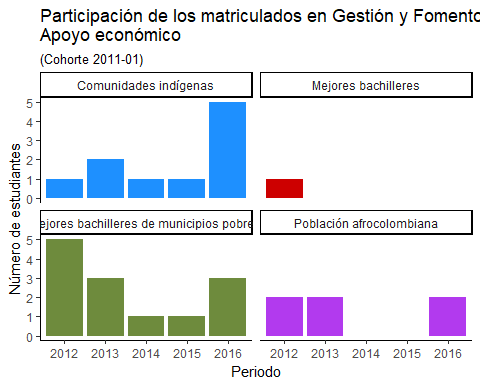 Participación de los matriculados en Gestión y Fomento
Apoyo económico
(Cohorte 2011-01)
Comunidades indígenas
Mejores bachilleres
5
4
3
2
1
0
ejores bachilleres de municipios pobre
Población afrocolombiana
5
4
3
2
1
0
Número de estudiantes
2012 2013 2014 2015 2016
2012 2013 2014 2015 2016
Periodo